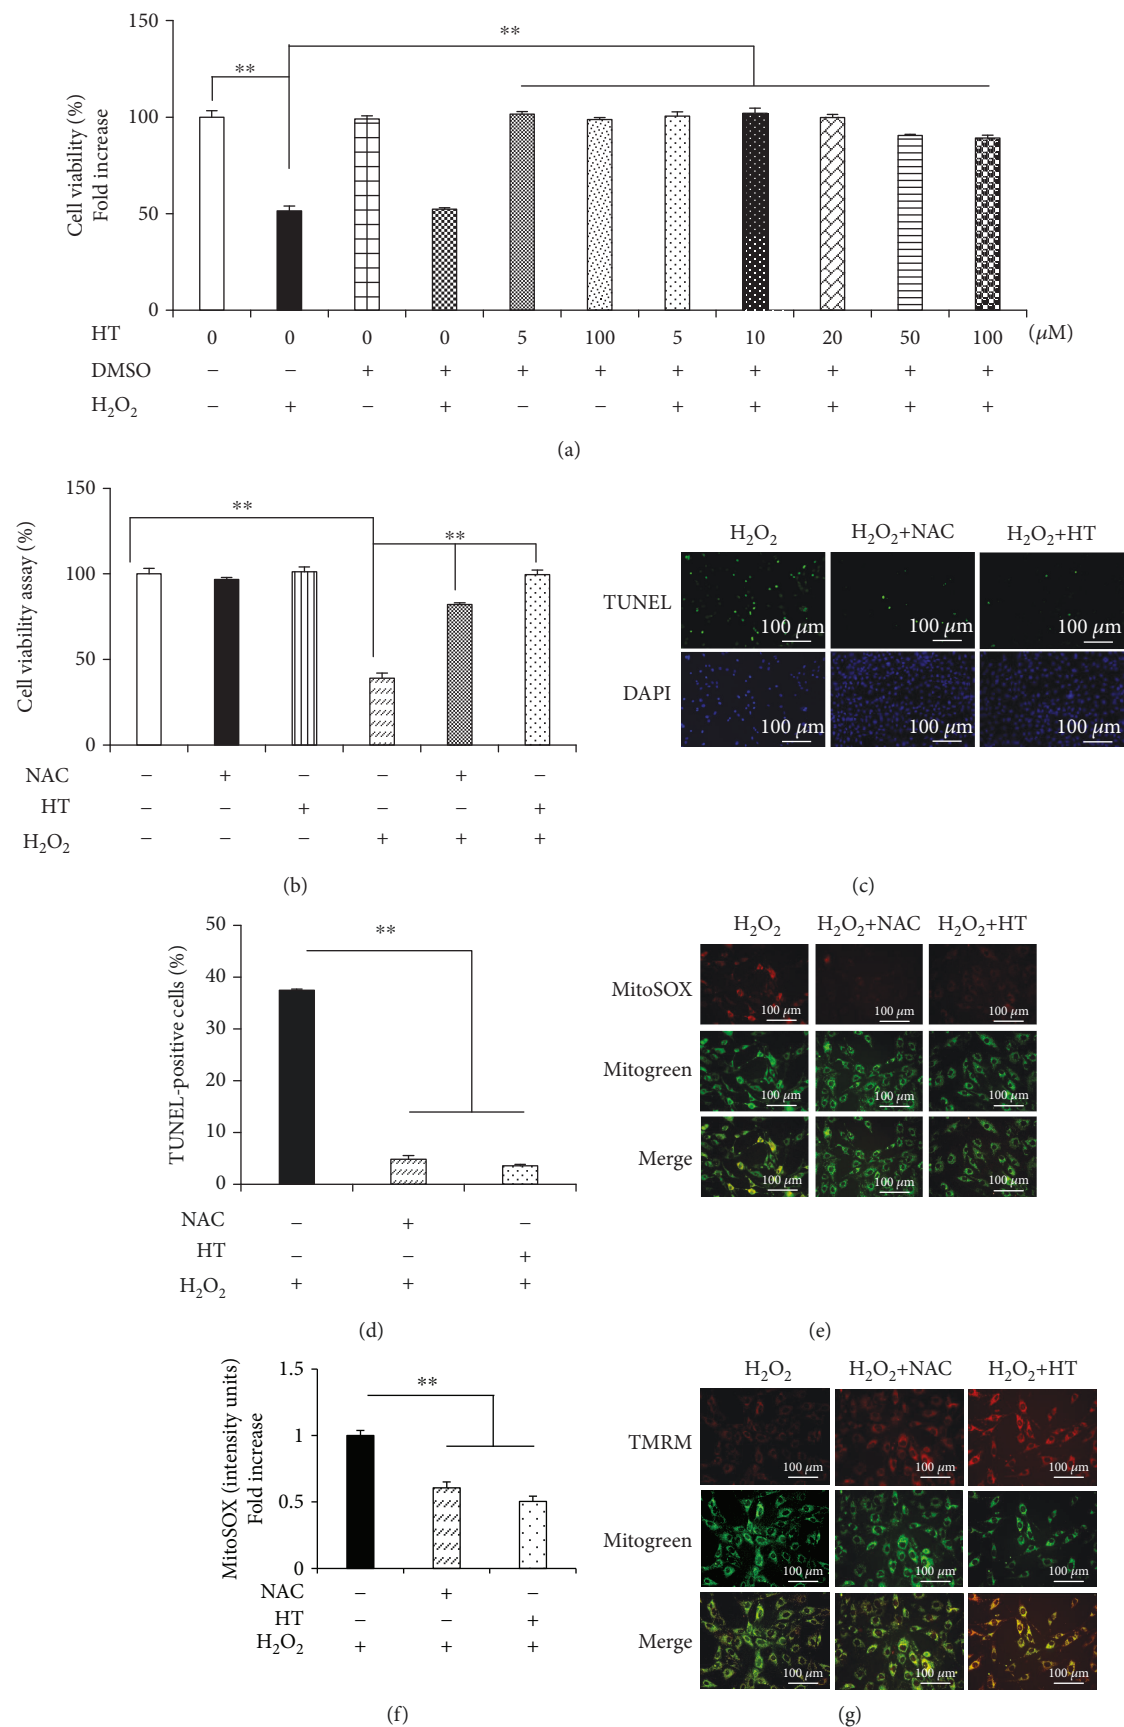 150
100
50
0
Cell viability (%)
Fold increase
**
**
HT 0 0 0 0 5 100 5 10 20 50 100 (μM)
DMSO − − + + + + + + + + +
H2O2 − + − + − − + + + + +
(a)
150
100
50
0
Cell viability assay (%)
**
**
NAC − + − − + −
HT − − + − − +
H2O2 − − − + + +
(b)
H2O2 H2O2+NAC H2O2+HT
TUNEL
100 μm 100 μm 100 μm
DAPI
100 μm 100 μm 100 μm
(c)
50
40
30
20
10
0
TUNEL-positive cells (%)
**
NAC − + −
HT − − +
H2O2 + + +
(d)
H2O2 H2O2+NAC H2O2+HT
MitoSOX
100 μm 100 μm 100 μm
Mitogreen
100 μm 100 μm 100 μm
Merge
100 μm 100 μm 100 μm
(e)
1.5
1
0.5
0
MitoSOX (intensity units)
Fold increase
**
NAC − + −
HT − − +
H2O2 + + +
(f)
H2O2 H2O2+NAC H2O2+HT
TMRM
100 μm 100 μm 100 μm
Mitogreen
100 μm 100 μm 100 μm
Merge
100 μm 100 μm 100 μm
(g)